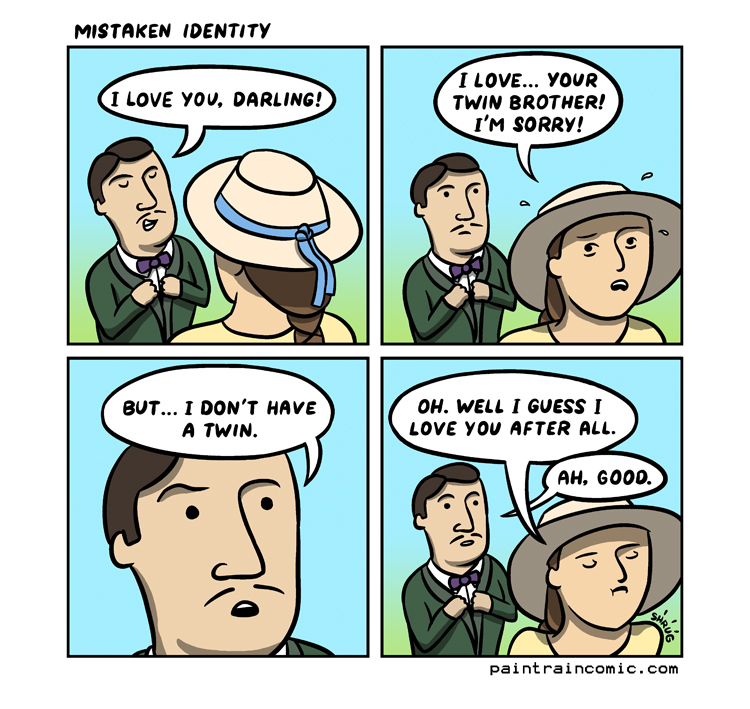 MISTAKEN IDENTITY
I LOVE YOU, DARLING!
I LOVE... YOUR
TWIN BROTHER!
I'M SORRY!
BUT... I DON'T HAVE
A TWIN.
OH. WELL I GUESS I
LOVE YOU AFTER ALL.
AH, GOOD.
SHRUG
paintraincomic.com